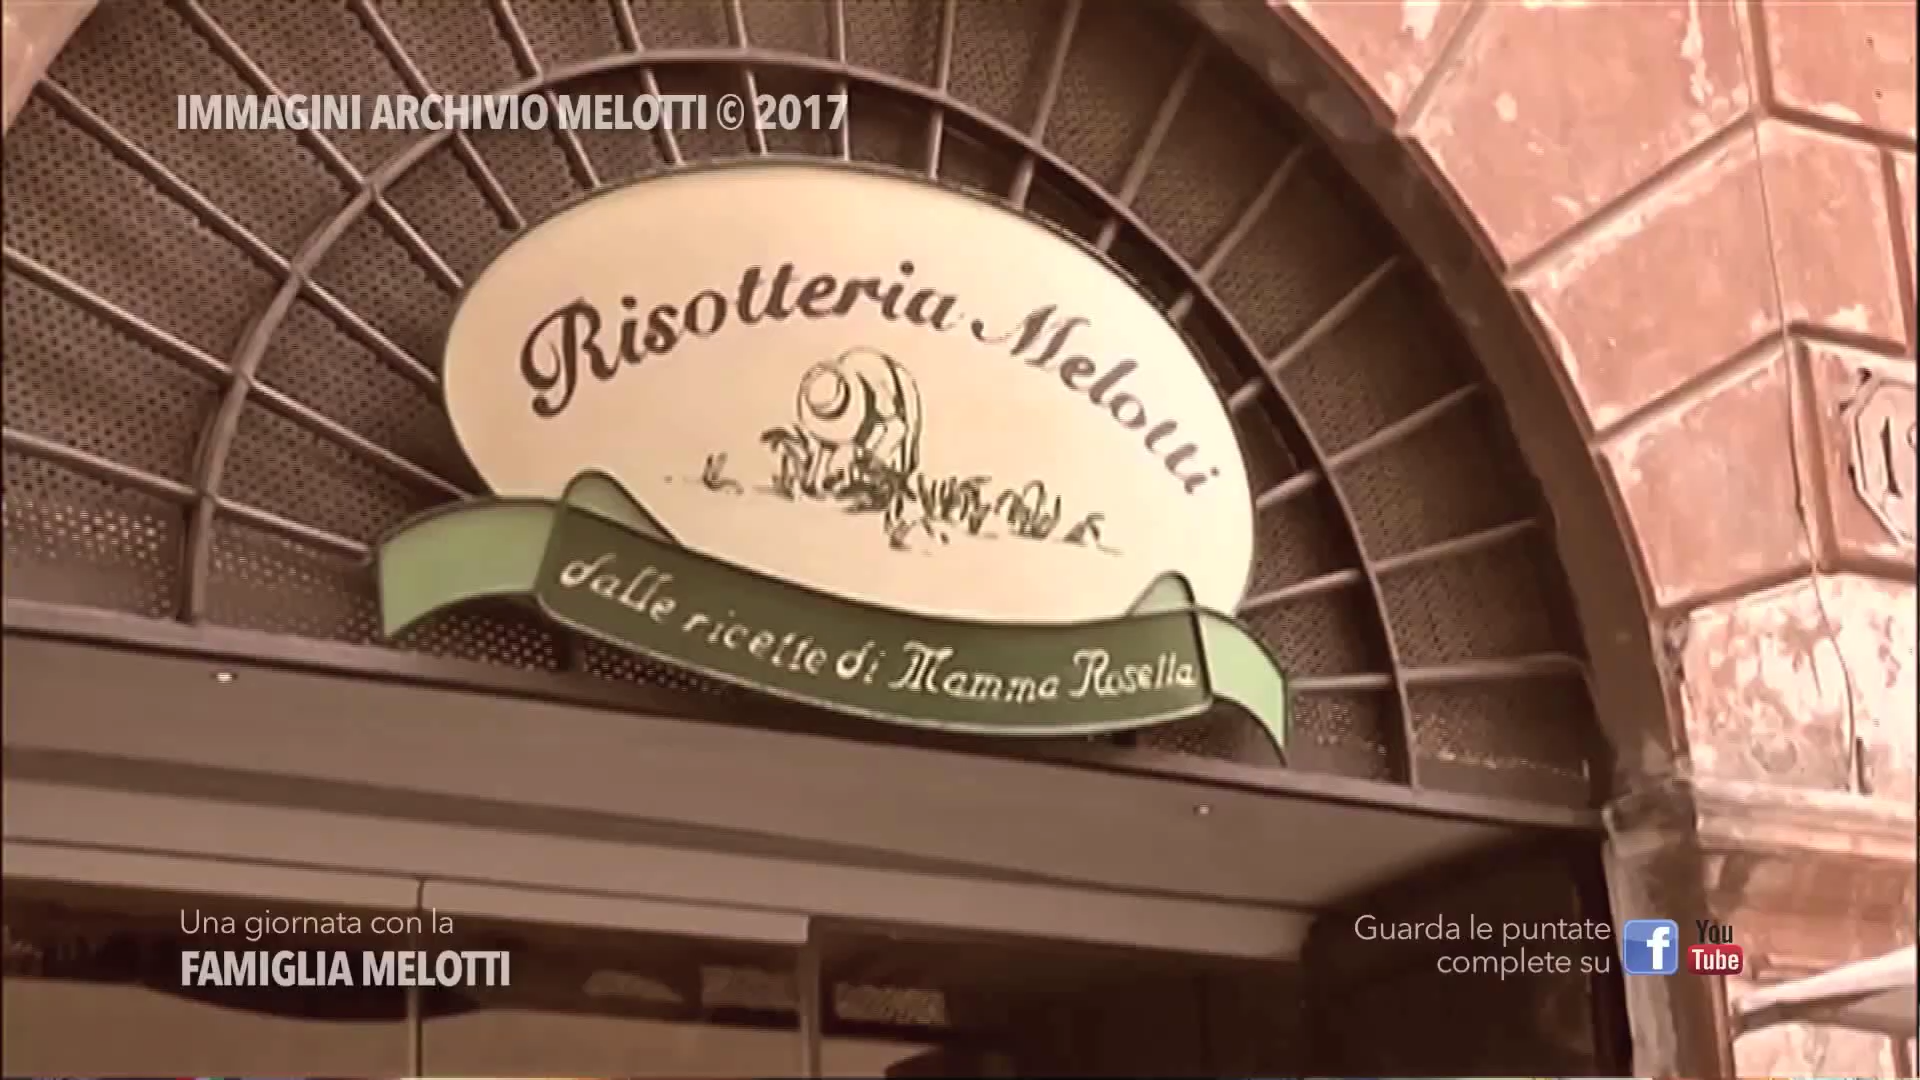 IMMAGINI ARCHIVIO MELOTTI © 2017
Risotteria Melotti
dalle ricette di Mamma Rosella
Una giornata con la
FAMIGLIA MELOTTI
Guarda le puntate
complete su
f
You
Tube